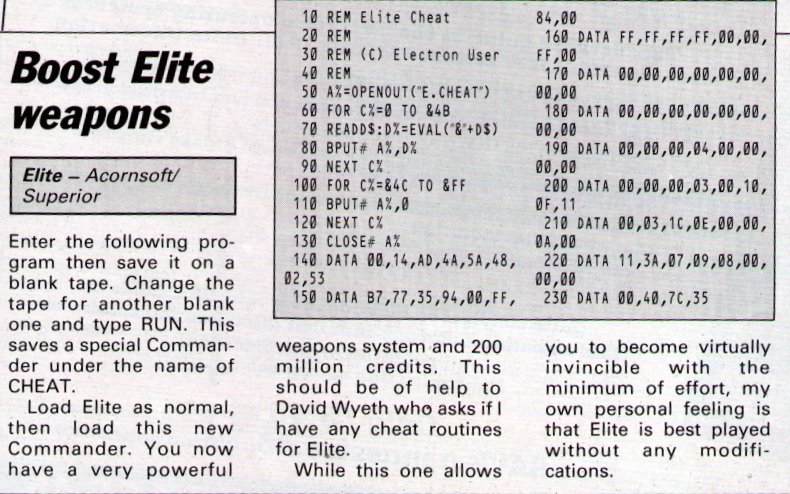 Boost Elite
weapons
Elite – Acornsoft/
Superior
Enter the following pro-
gram then save it on a
blank tape. Change the
tape for another blank
one and type RUN. This
saves a special Comman-
der under the name of
CHEAT.
Load Elite as normal,
then load this new
Commander. You now
have a very powerful
10 REM Elite Cheat
20 REM
30 REM (C) Electron User
40 REM
50 A%=OPENOUT("E.CHEAT")
60 FOR C%=0 TO &4B
70 READD$:D%=EVAL("&"+D$)
80 BPUT# A%,D%
90 NEXT C%
100 FOR C%=&4C TO &FF
110 BPUT# A%,0
120 NEXT C%
130 CLOSE# A%
140 DATA 00,14,AD,4A,5A,48,
02,53
150 DATA B7,77,35,94,00,FF,
84,00
160 DATA FF,FF,FF,FF,00,00,
FF,00
170 DATA 00,00,00,00,00,00,
00,00
180 DATA 00,00,00,00,00,00,
00,00
190 DATA 00,00,00,04,00,00,
00,00
200 DATA 00,00,00,03,00,10,
0F,11
210 DATA 00,03,1C,0E,00,00,
0A,00
220 DATA 11,3A,07,09,08,00,
00,00
230 DATA 00,40,7C,35
weapons system and 200
million credits. This
should be of help to
David Wyeth who asks if I
have any cheat routines
for Elite.
While this one allows
you to become virtually
invincible with the
minimum of effort, my
own personal feeling is
that Elite is best played
without any modifi-
cations.